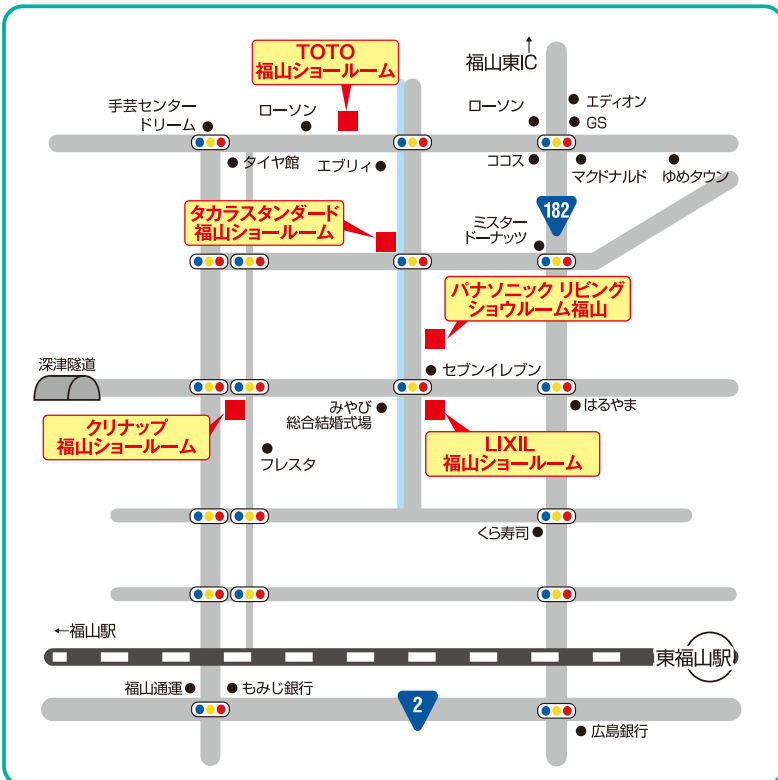 TOTO
福山ショールーム
福山東IC
手芸センター
ドリーム
ローソン
ローソン
エディオン
GS
タイヤ館
エブリィ
ココス
マクドナルド
ゆめタウン
タカラスタンダード
福山ショールーム
182
ミスター
ドーナッツ
パナソニック リビング
ショウルーム福山
深津隧道
セブンイレブン
クリナップ
福山ショールーム
みやび
総合結婚式場
はるやま
LIXIL
福山ショールーム
フレスタ
くら寿司
←福山駅
東福山駅
福山通運
もみじ銀行
2
広島銀行